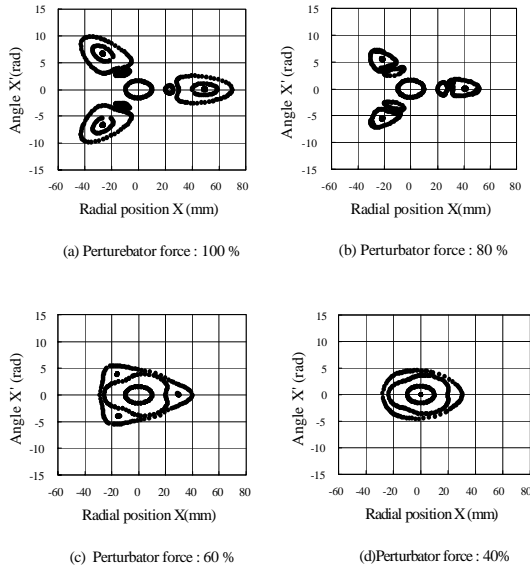 (a)
15
10
5
0
-5
-10
-15
-60 -40 -20 0 20 40 60 80
Angle X'(rad)
Radial position X(mm)
(a) Perturebator force : 100 %
(b)
15
10
5
0
-5
-10
-15
-60 -40 -20 0 20 40 60 80
Angle X' (rad)
Radial position X(mm)
(b) Perturbator force : 80 %
15
10
5
0
-5
-10
-15
-60 -40 -20 0 20 40 60 80
Angle X' (rad)
Radial position X(mm)
(c) Perturbator force : 60 %
15
10
5
0
-5
-10
-15
-60 -40 -20 0 20 40 60 80
Angle X' (rad)
Radial position X(mm)
(d)Perturbator force : 40%